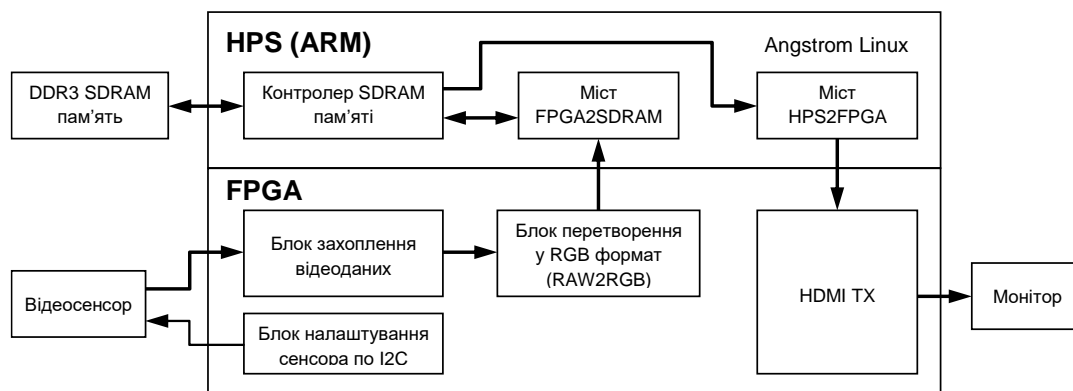 HPS (ARM)
Angstrom Linux
DDR3 SDRAM
пам'ять
Контролер SDRAM
пам'яті
Міст
FPGA2SDRAM
Міст
HPS2FPGA
FPGA
Блок захоплення
відеоданих
Блок перетворення
у RGB формат
(RAW2RGB)
HDMI TX
Відеосенсор
Монітор
Блок налаштування
сенсора по I2C